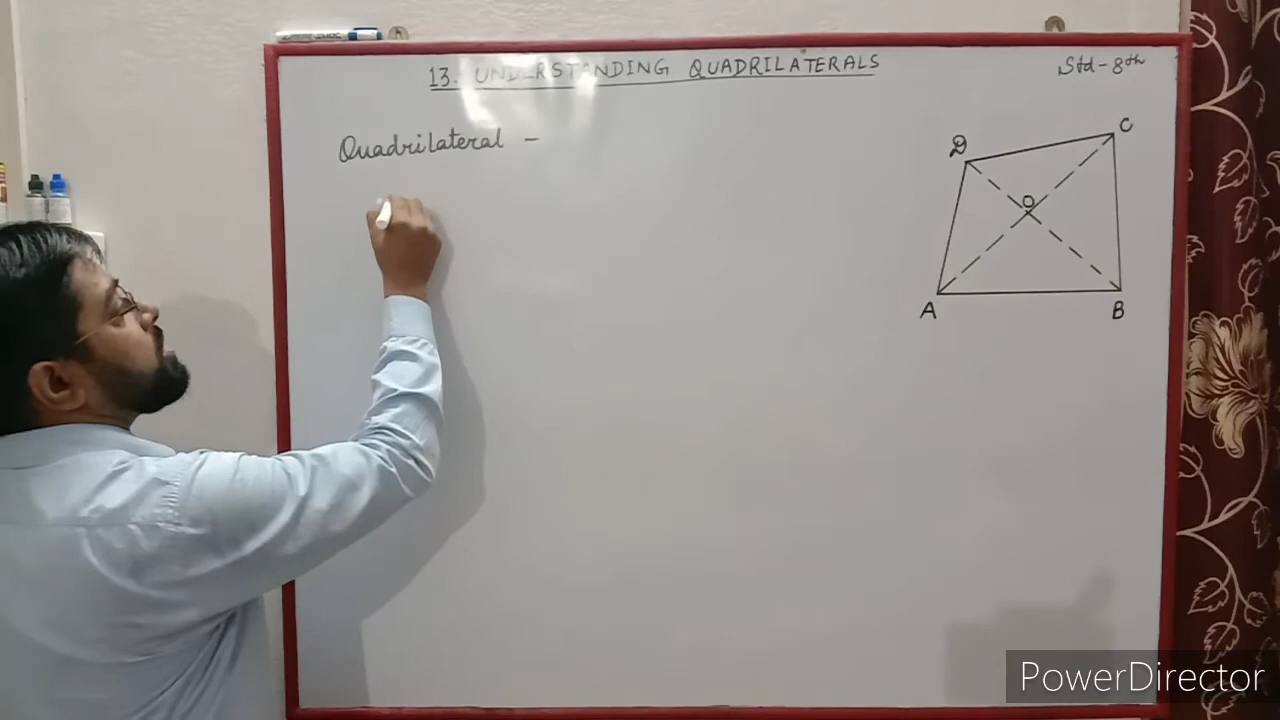 13. UNDERSTANDING QUADRILATERALS
Std - 8th
Quadrilateral -
D
C
O
A
B
PowerDirector